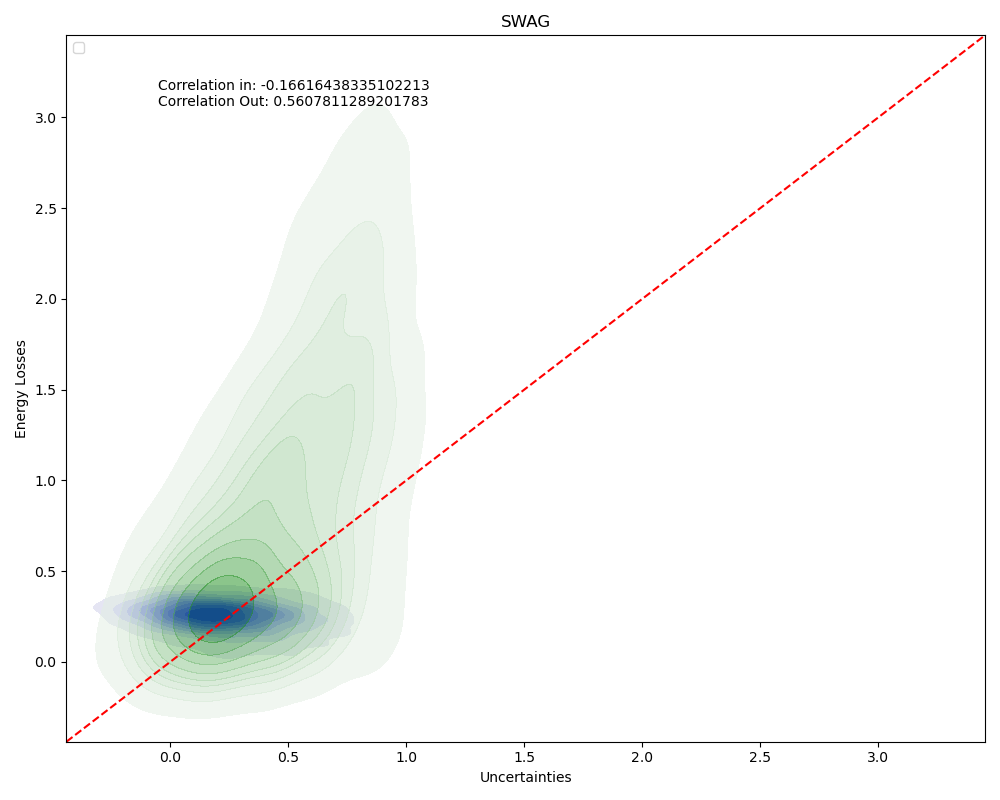 SWAG
Correlation in: -0.16616438335102213
Correlation Out: 0.5607811289201783
Energy Losses
3.0
2.5
2.0
1.5
1.0
0.5
0.0
0.0 0.5 1.0 1.5 2.0 2.5 3.0
Uncertainties